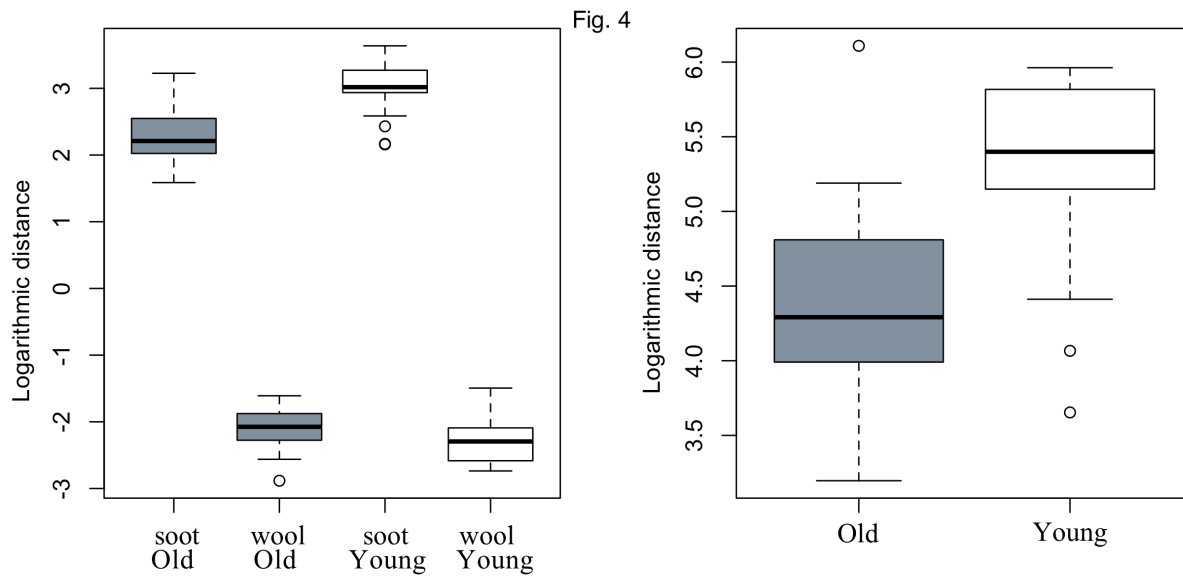 Fig. 4
Logarithmic distance
3
2
1
0
-1
-2
-3
soot Old
wool Old
soot Young
wool Young
Logarithmic distance
6.0
5.5
5.0
4.5
4.0
3.5
Old
Young